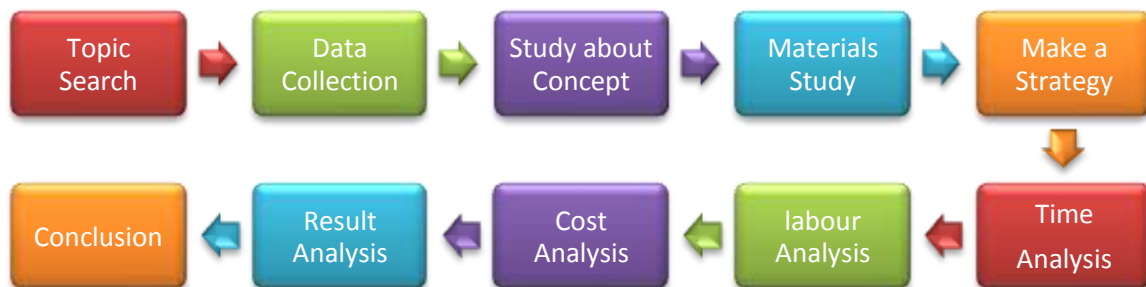 Topic
Search
Data
Collection
Study about
Concept
Materials
Study
Make a
Strategy
Time
Analysis
labour
Analysis
Cost
Analysis
Result
Analysis
Conclusion